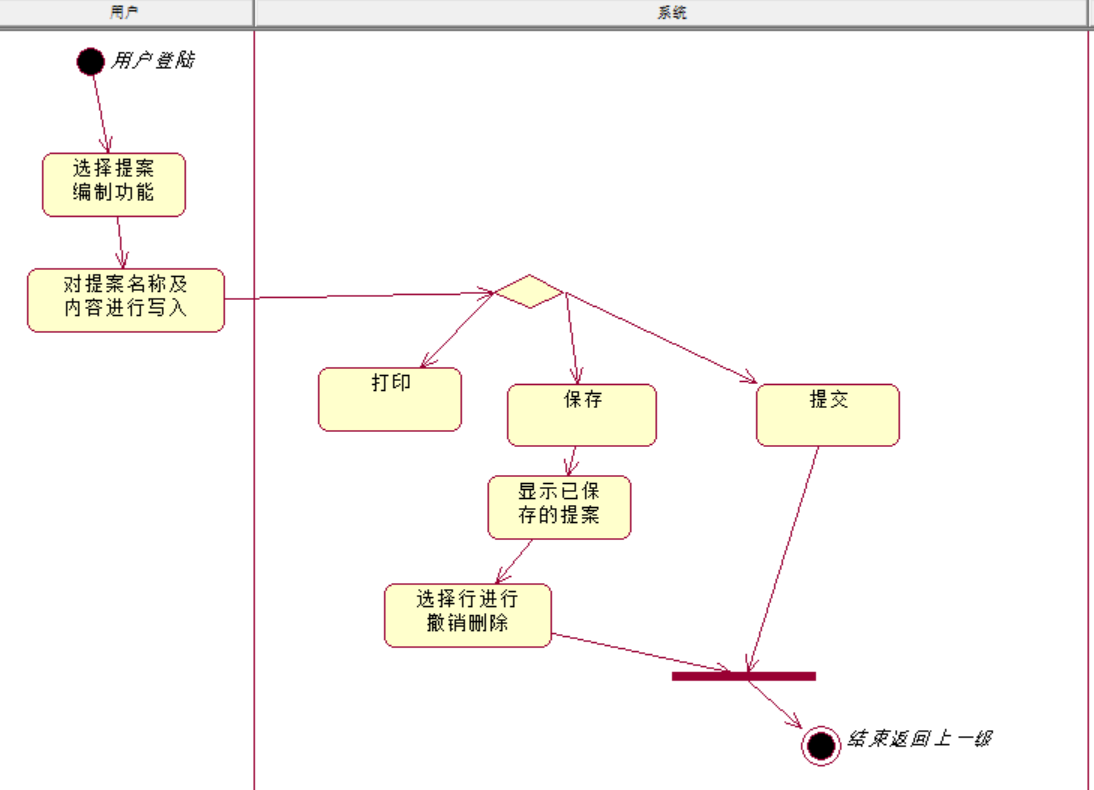 用户
系统
用户登陆
选择提案
编制功能
对提案名称及
内容进行写入
打印
保存
提交
显示已保
存的提案
选择行进行
撤销删除
结束返回上一级